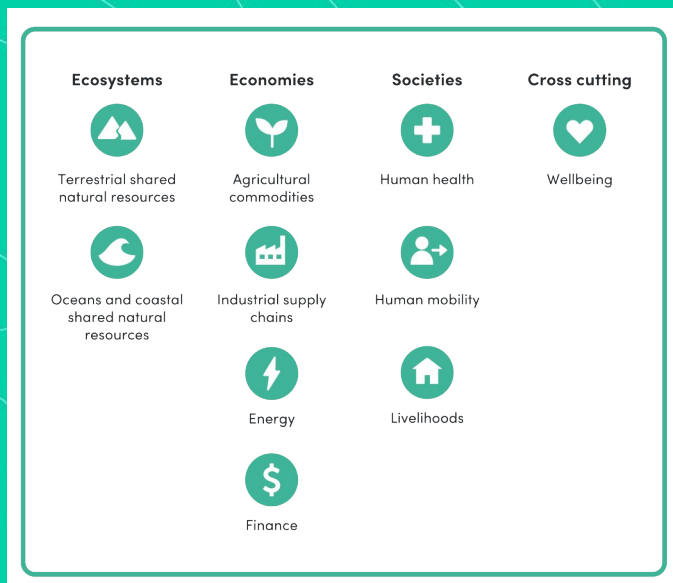 Ecosystems
Economies
Societies
Cross cutting
Terrestrial shared
natural resources
Agricultural
commodities
Human health
Wellbeing
Oceans and coastal
shared natural
resources
Industrial supply
chains
Human mobility
Energy
Livelihoods
$
Finance